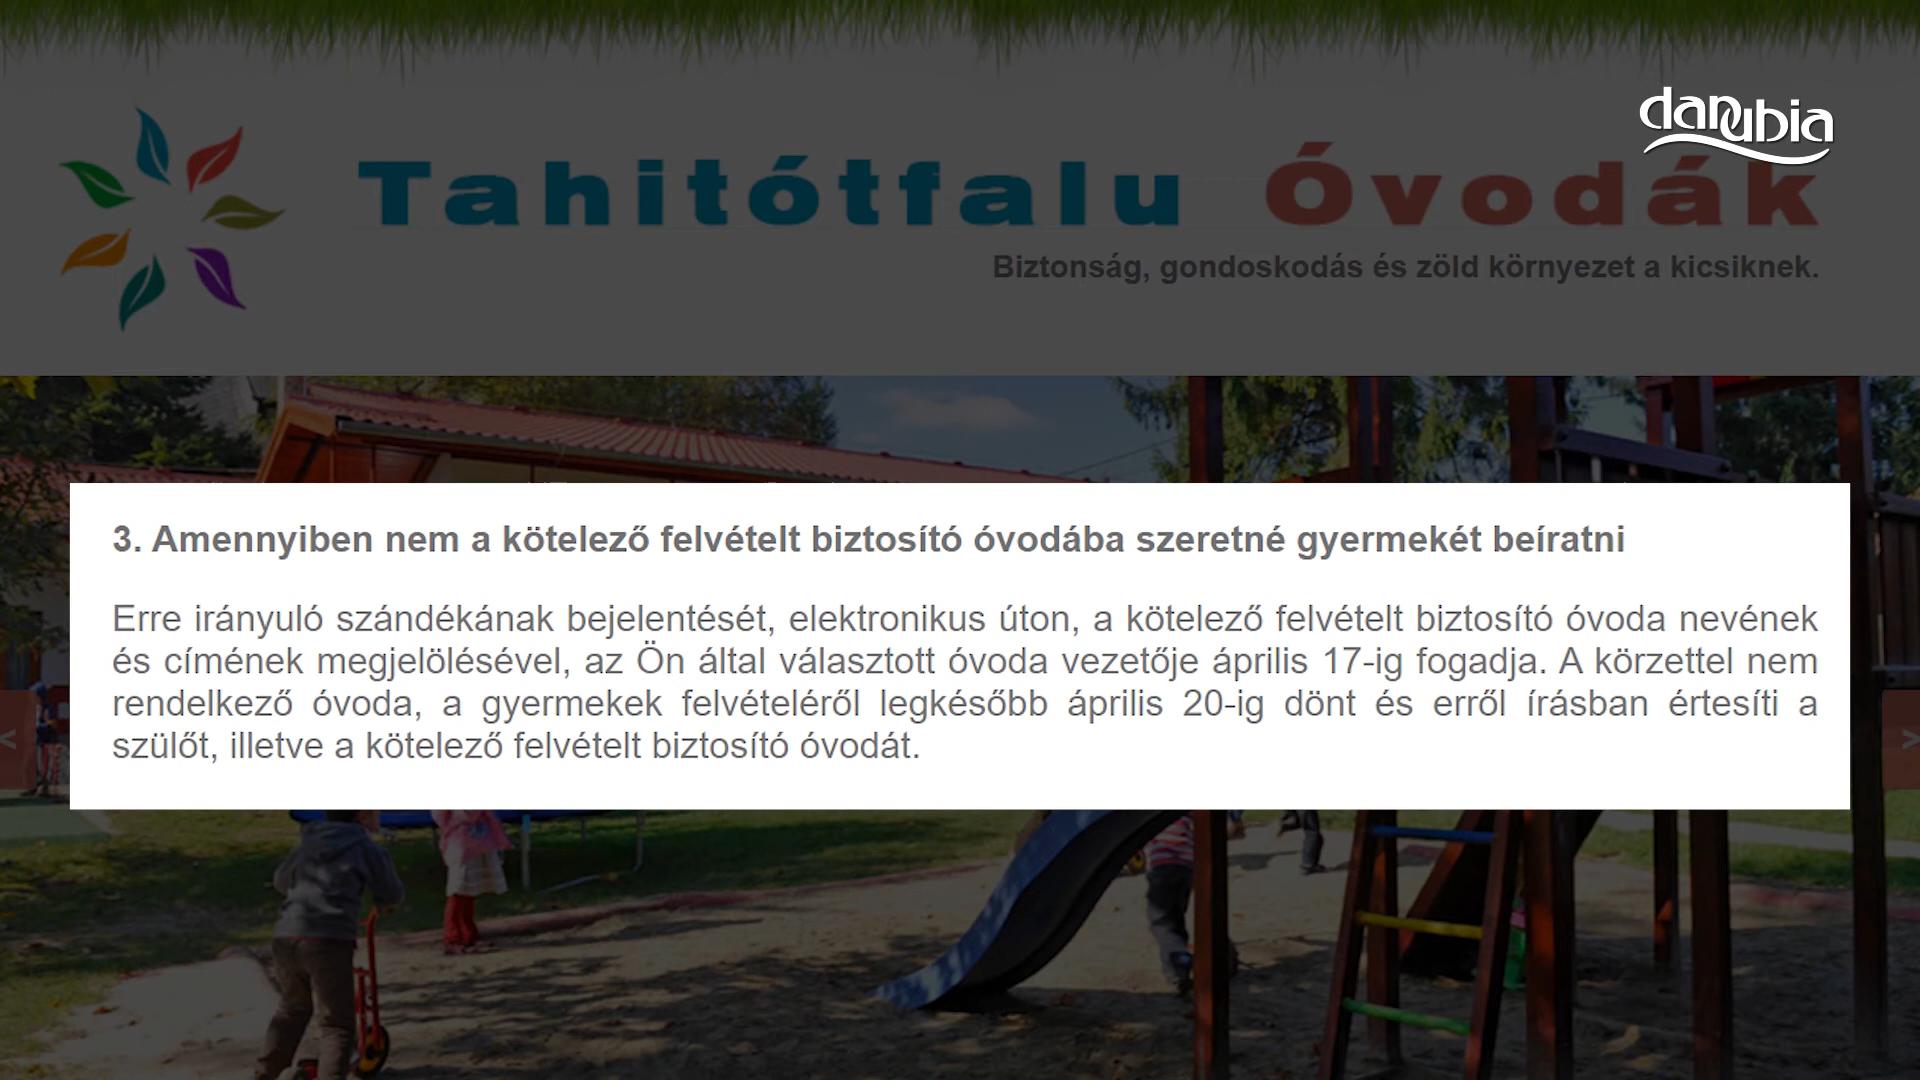 danubia
Tahitótfalu Óvodák
Biztonság, gondoskodás és zöld környezet a kicsiknek.
3. Amennyiben nem a kötelező felvételt biztosító óvodába szeretné gyermekét beíratni
Erre irányuló szándékának bejelentését, elektronikus úton, a kötelező felvételt biztosító óvoda nevének
és címének megjelölésével, az Ön által választott óvoda vezetője április 17-ig fogadja. A körzettel nem
rendelkező óvoda, a gyermekek felvételéről legkésőbb április 20-ig dönt és erről írásban értesíti a
szülőt, illetve a kötelező felvételt biztosító óvodát.
<
>